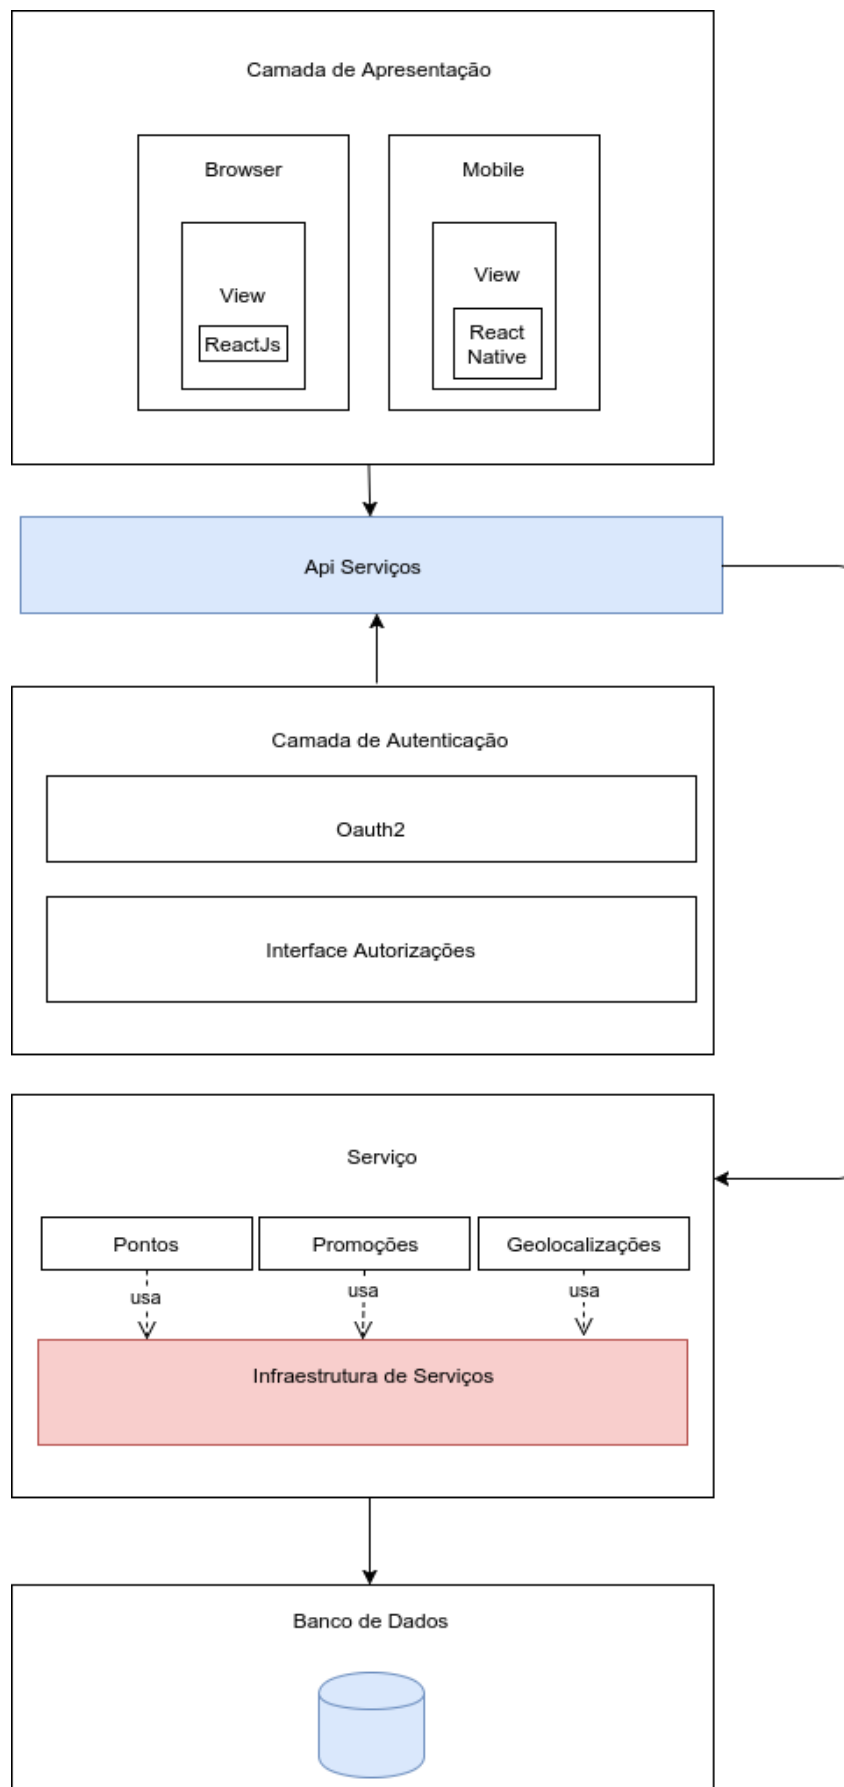 Camada de Apresentação
Browser
Mobile
View
ReactJs
View
React
Native
Api Serviços
Camada de Autenticação
Oauth2
Interface Autorizações
Serviço
Pontos
Promoções
Geolocalizações
usa
usa
usa
Infraestrutura de Serviços
Banco de Dados